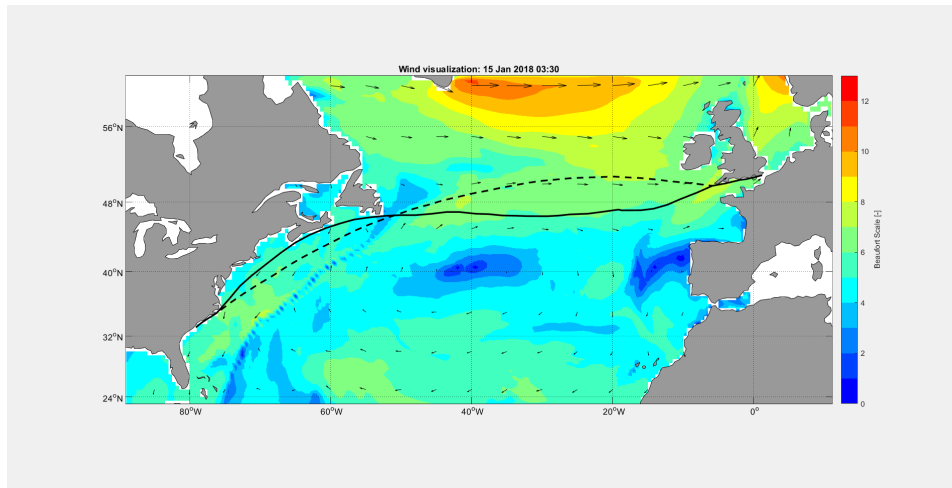 Wind visualization: 15 Jan 2018 03:30
56°N
48°N
40°N
32°N
24°N
80°W
60°W
40°W
20°W
0°
12
10
8
6
4
2
0
Beaufort Scale [-]